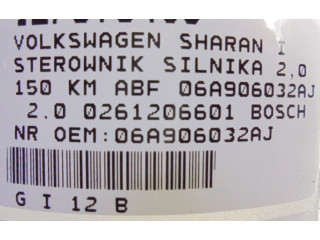 VOLKSWAGEN SHARAN I
STEROWNIK SILNIKA 2,0
150 KM ABF 06A906032AJ
2.0 0261206601 BOSCH
NR OEM:06A906032AJ
G I 12 B